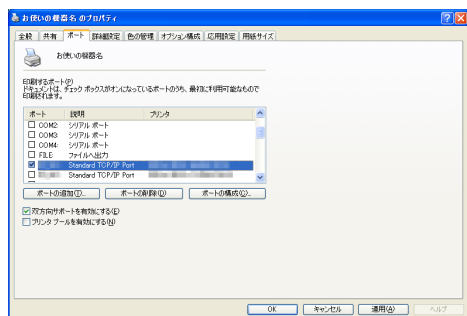 お使いの機器名 のプロパティ
全般 共有 ポート 詳細設定 色の管理 オプション構成 応用設定 用紙サイズ
お使いの機器名
印刷するポート(P)
ドキュメントは、チェック ボックスがオンになっているポートのうち、最初に利用可能なもので
印刷されます。
ポート 説明 プリンタ
COM2: シリアル ポート
COM3: シリアル ポート
COM4: シリアル ポート
FILE: ファイルへ出力
Standard TCP/IP Port
Standard TCP/IP Port
ポートの追加(T)... ポートの削除(D) ポートの構成(C)...
双方向サポートを有効にする(E)
プリンタ プールを有効にする(N)
OK キャンセル 適用(A) ヘルプ